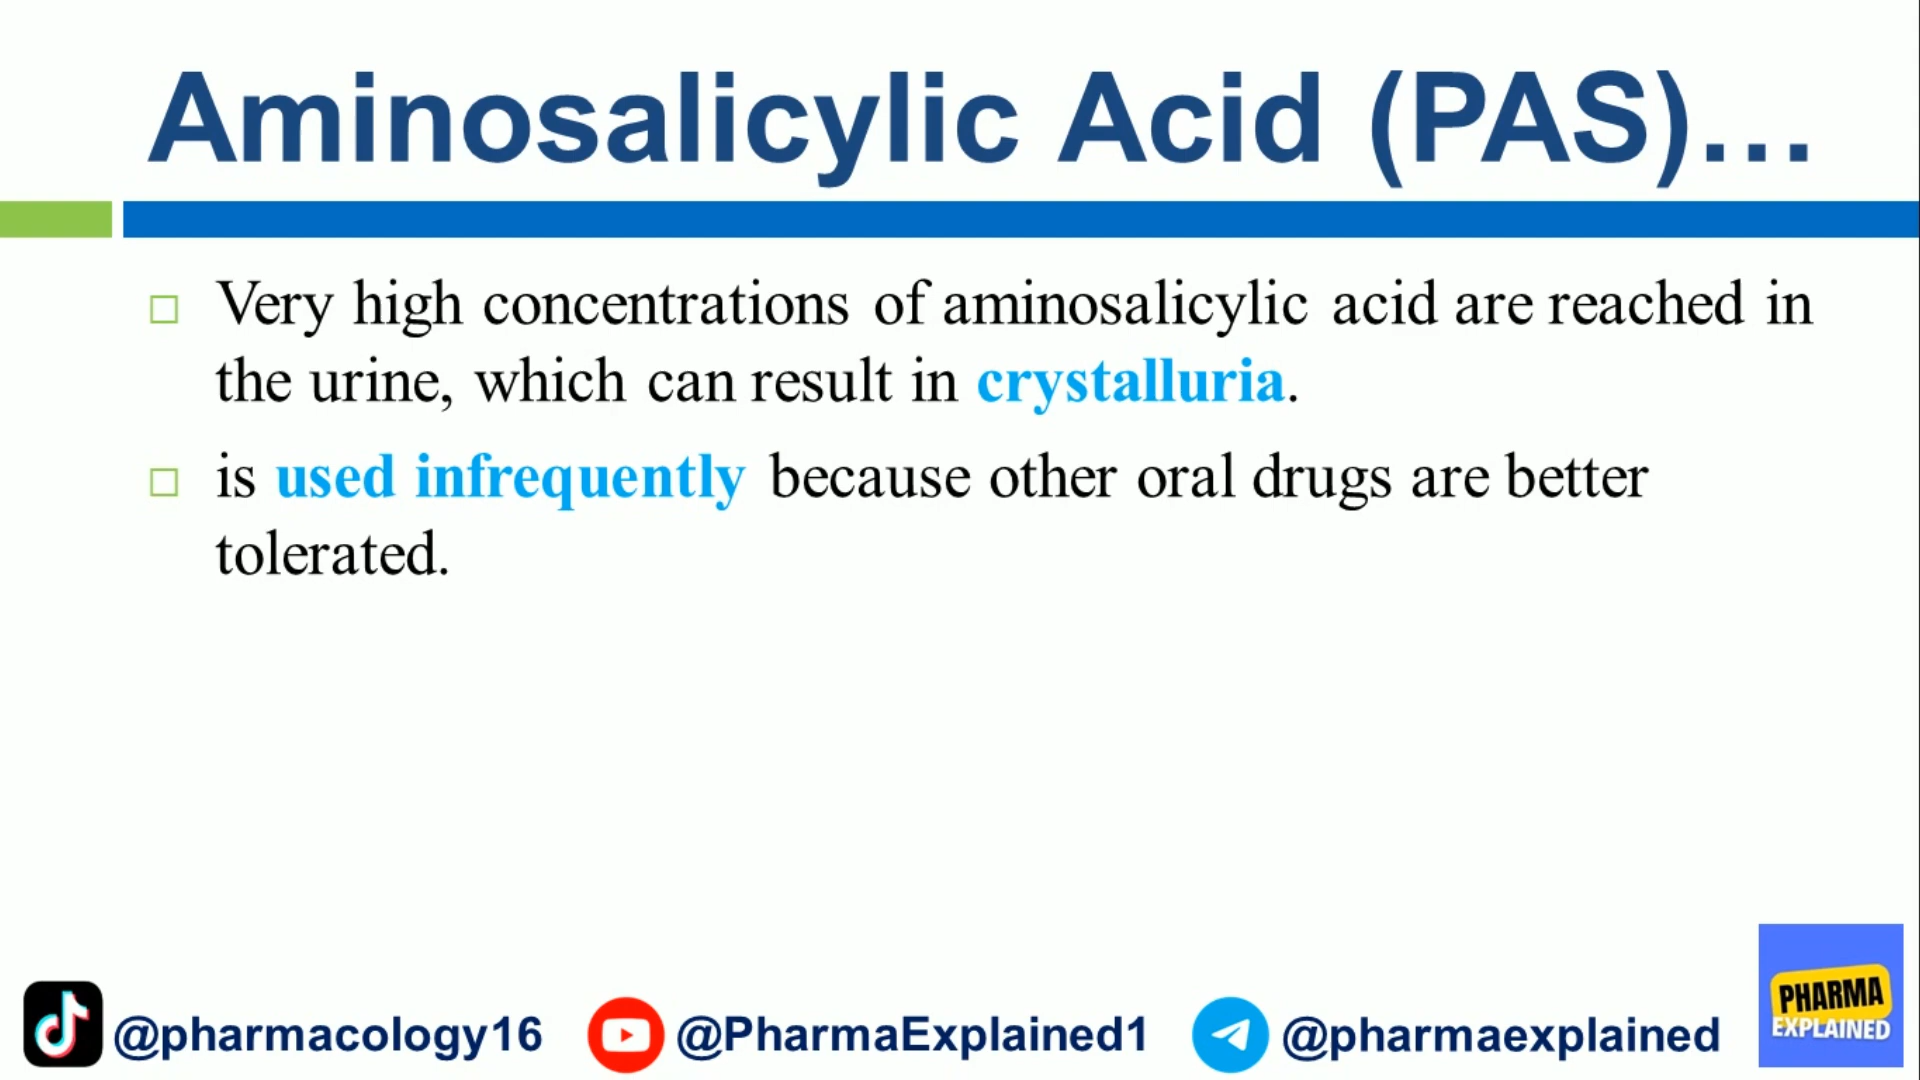 Aminosalicylic Acid (PAS)...
Very high concentrations of aminosalicylic acid are reached in
the urine, which can result in crystalluria.
is used infrequently because other oral drugs are better
tolerated.
PHARMA
EXPLAINED
@pharmacology16 @PharmaExplained1 @pharmaexplained